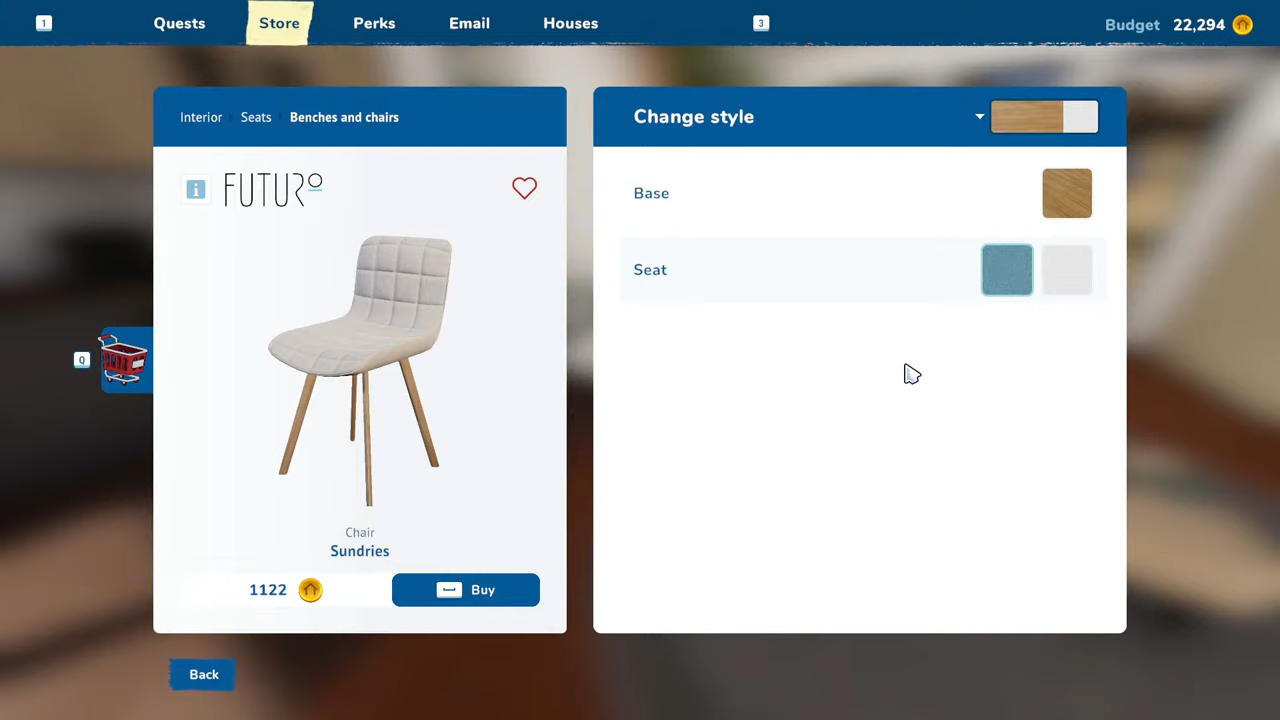 1
Quests
Store
Perks
Email
Houses
3
Budget 22,294
Interior Seats Benches and chairs
Change style
i
FUTURO
Base
Seat
Q
Chair
Sundries
1122
Buy
Back